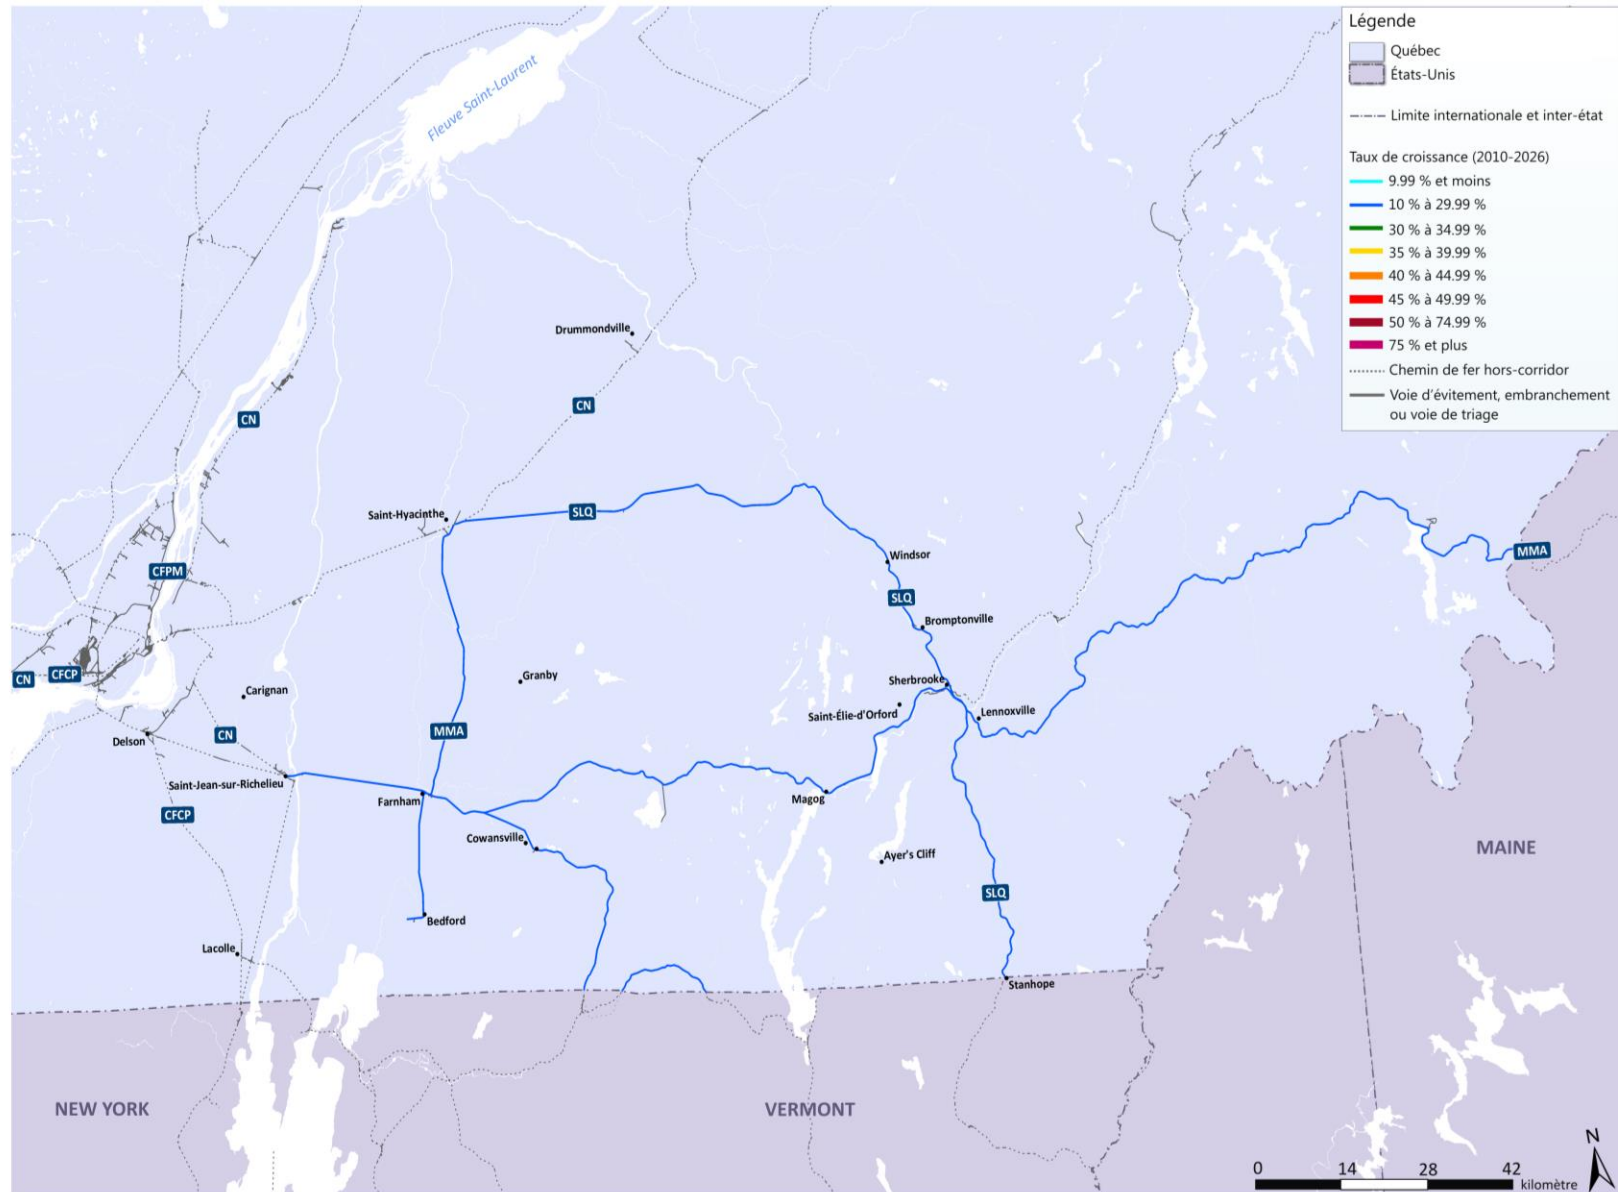 Légende
Québec
États-Unis
Limite internationale et inter-état
Taux de croissance (2010-2026)
9.99 % et moins
10 % à 29.99 %
30 % à 34.99 %
35 % à 39.99 %
40 % à 44.99 %
45 % à 49.99 %
50 % à 74.99 %
75 % et plus
Chemin de fer hors-corridor
Voie d'évitement, embranchement
ou voie de triage
Fleuve Saint-Laurent
Drummondville
CN
CN
Saint-Hyacinthe
SLQ
Windsor
MMA
CFPM
SLQ
Bromptonville
CN
CFCP
Granby
Sherbrooke
Carignan
Saint-Élie-d'Orford
Lennoxville
MMA
CN
Delson
Saint-Jean-sur-Richelieu
Farnham
Magog
CFCP
Cowansville
Ayer's Cliff
MAINE
SLQ
Bedford
Lacolle
Stanhope
NEW YORK
VERMONT
N
0 14 28 42
kilomètre